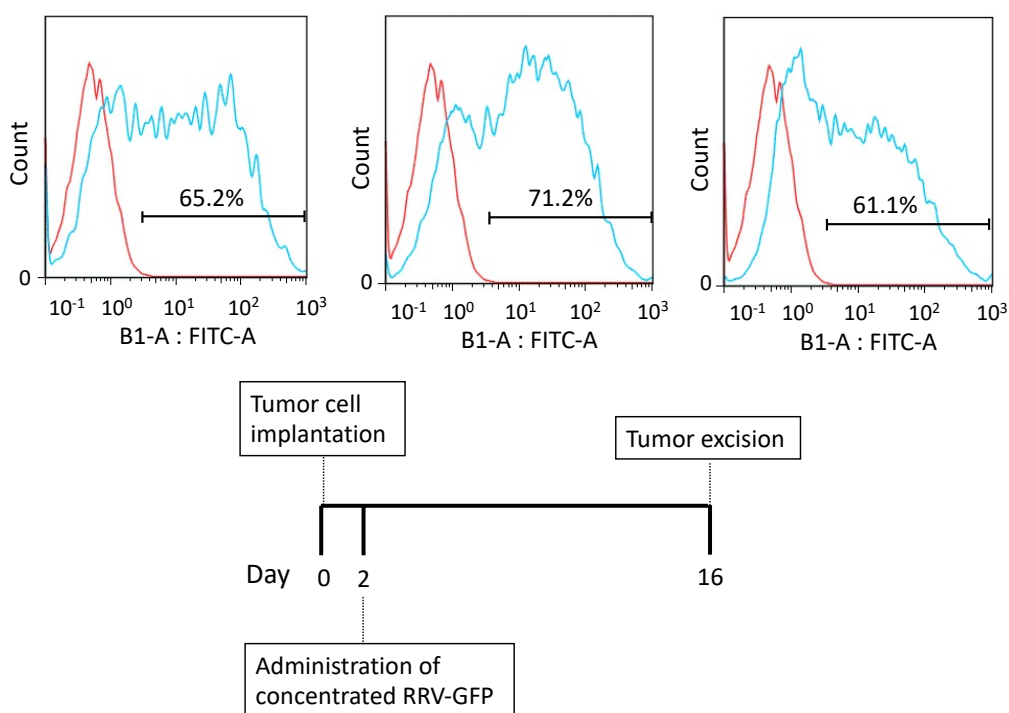 Count
65.2%
0
10-1 100 101 102 103
B1-A : FITC-A
Count
71.2%
0
10-1 100 101 102 103
B1-A : FITC-A
Count
61.1%
0
10-1 100 101 102 103
B1-A : FITC-A
Tumor cell
implantation
Tumor excision
Day 0 2 16
Administration of
concentrated RRV-GFP